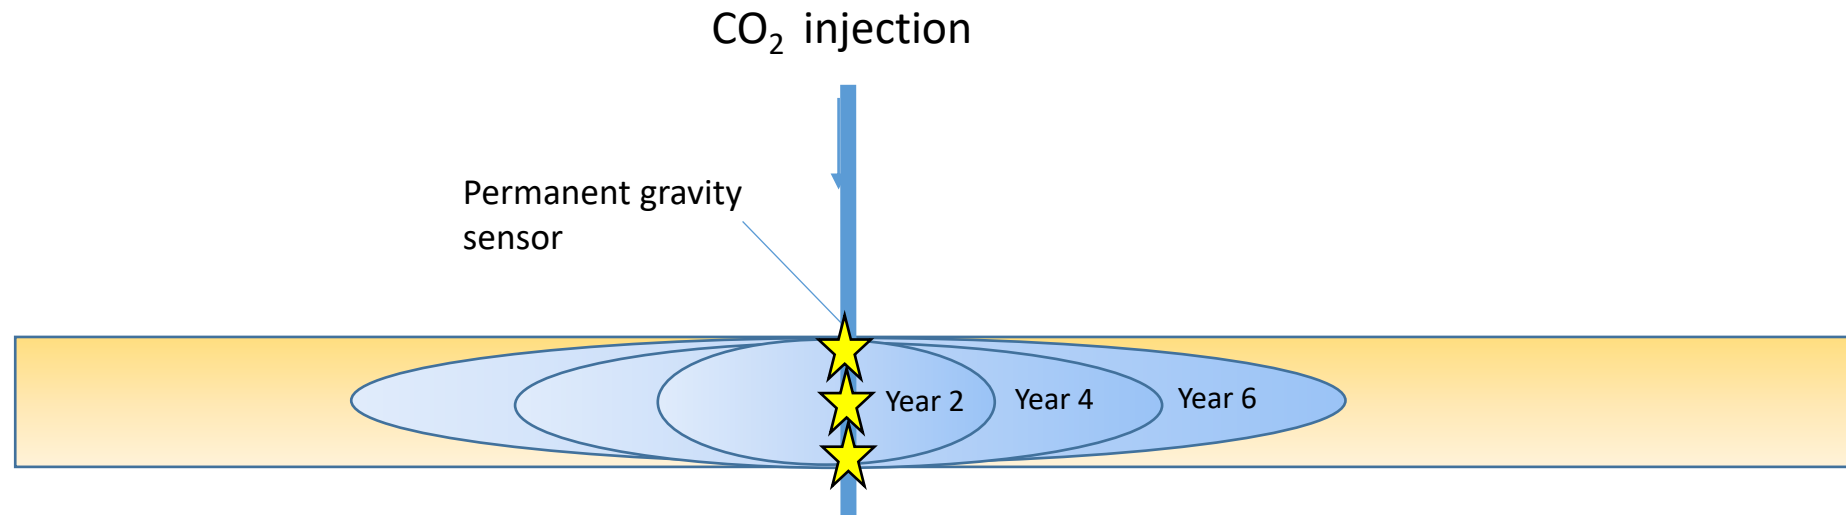 CO₂ injection
Permanent gravity
sensor
Year 2
Year 4
Year 6